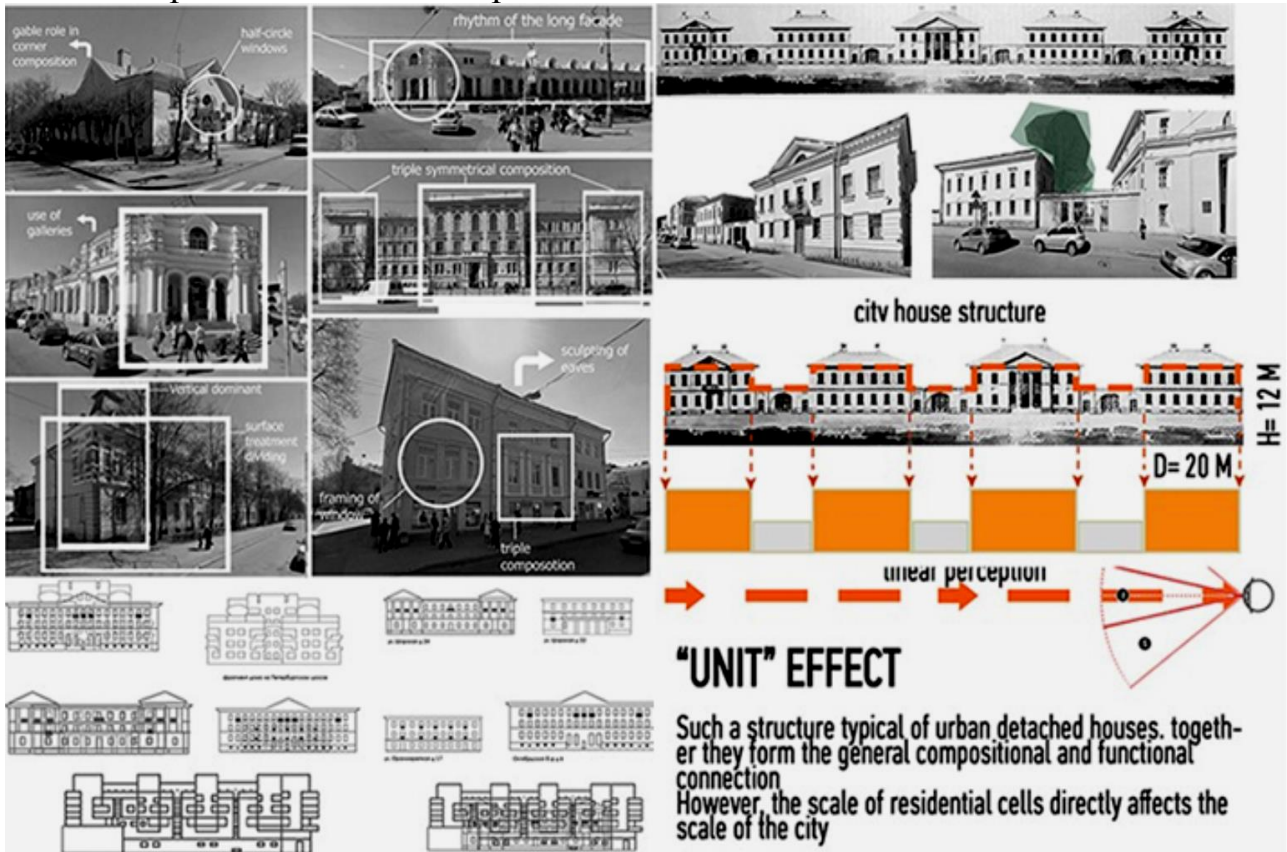 gable role in
corner
composition
half-circle
windows
rhythm of the long facade
use of
galleries
triple symmetrical composition
Vertical dominant
surface
treatment
dividing
sculpting of
eaves
framing of
window
triple
composotion
city house structure
H= 12 M
D= 20 M
linear perception
“UNIT” EFFECT
Such a structure typical of urban detached houses. togeth-
er they form the general compositional and functional
connection
However, the scale of residential cells directly affects the
scale of the city